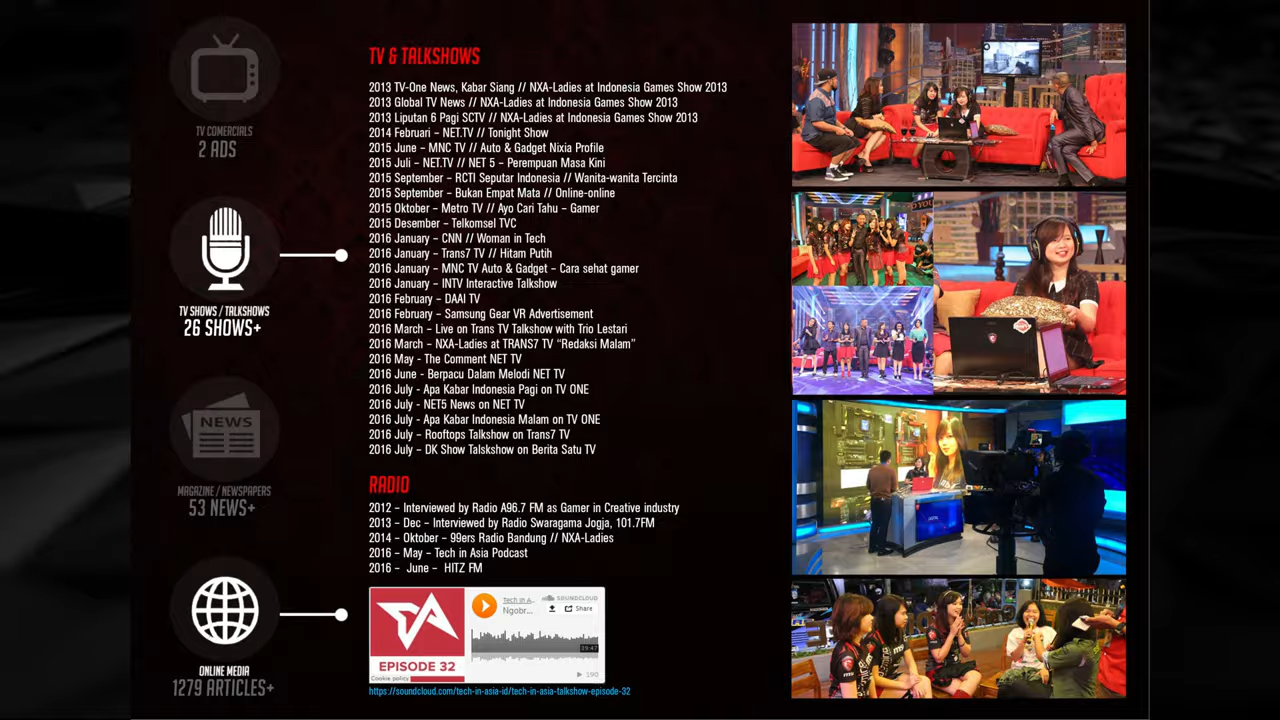 TV COMERCIALS
2 ADS
TV SHOWS / TALKSHOWS
26 SHOWS+
NEWS
MAGAZINE / NEWSPAPERS
53 NEWS+
ONLINE MEDIA
1279 ARTICLES+
TV & TALKSHOWS
2013 TV-One News, Kabar Siang // NXA-Ladies at Indonesia Games Show 2013
2013 Global TV News // NXA-Ladies at Indonesia Games Show 2013
2013 Liputan 6 Pagi SCTV // NXA-Ladies at Indonesia Games Show 2013
2014 Februari – NET.TV // Tonight Show
2015 June – MNC TV // Auto & Gadget Nixia Profile
2015 Juli – NET.TV // NET 5 – Perempuan Masa Kini
2015 September – RCTI Seputar Indonesia // Wanita-wanita Tercinta
2015 September – Bukan Empat Mata // Online-online
2015 Oktober – Metro TV // Ayo Cari Tahu – Gamer
2015 Desember – Telkomsel TVC
2016 January – CNN // Woman in Tech
2016 January – Trans7 TV // Hitam Putih
2016 January – MNC TV Auto & Gadget – Cara sehat gamer
2016 January – INTV Interactive Talkshow
2016 February – DAAI TV
2016 February – Samsung Gear VR Advertisement
2016 March – Live on Trans TV Talkshow with Trio Lestari
2016 March – NXA-Ladies at TRANS7 TV “Redaksi Malam”
2016 May - The Comment NET TV
2016 June – Berpacu Dalam Melodi NET TV
2016 July - Apa Kabar Indonesia Pagi on TV ONE
2016 July - NET5 News on NET TV
2016 July - Apa Kabar Indonesia Malam on TV ONE
2016 July - Rooftops Talkshow on Trans7 TV
2016 July - DK Show Talskshow on Berita Satu TV
RADIO
2012 – Interviewed by Radio A96.7 FM as Gamer in Creative industry
2013 – Dec – Interviewed by Radio Swaragama Jogja, 101.7FM
2014 – Oktober – 99ers Radio Bandung // NXA-Ladies
2016 – May – Tech in Asia Podcast
2016 - June - HITZ FM
EPISODE 32
Cookie policy
Tech in A...
Ngobr...
SOUNDCLOUD
Share
39:47
190
https://soundcloud.com/tech-in-asia-id/tech-in-asia-talkshow-episode-32